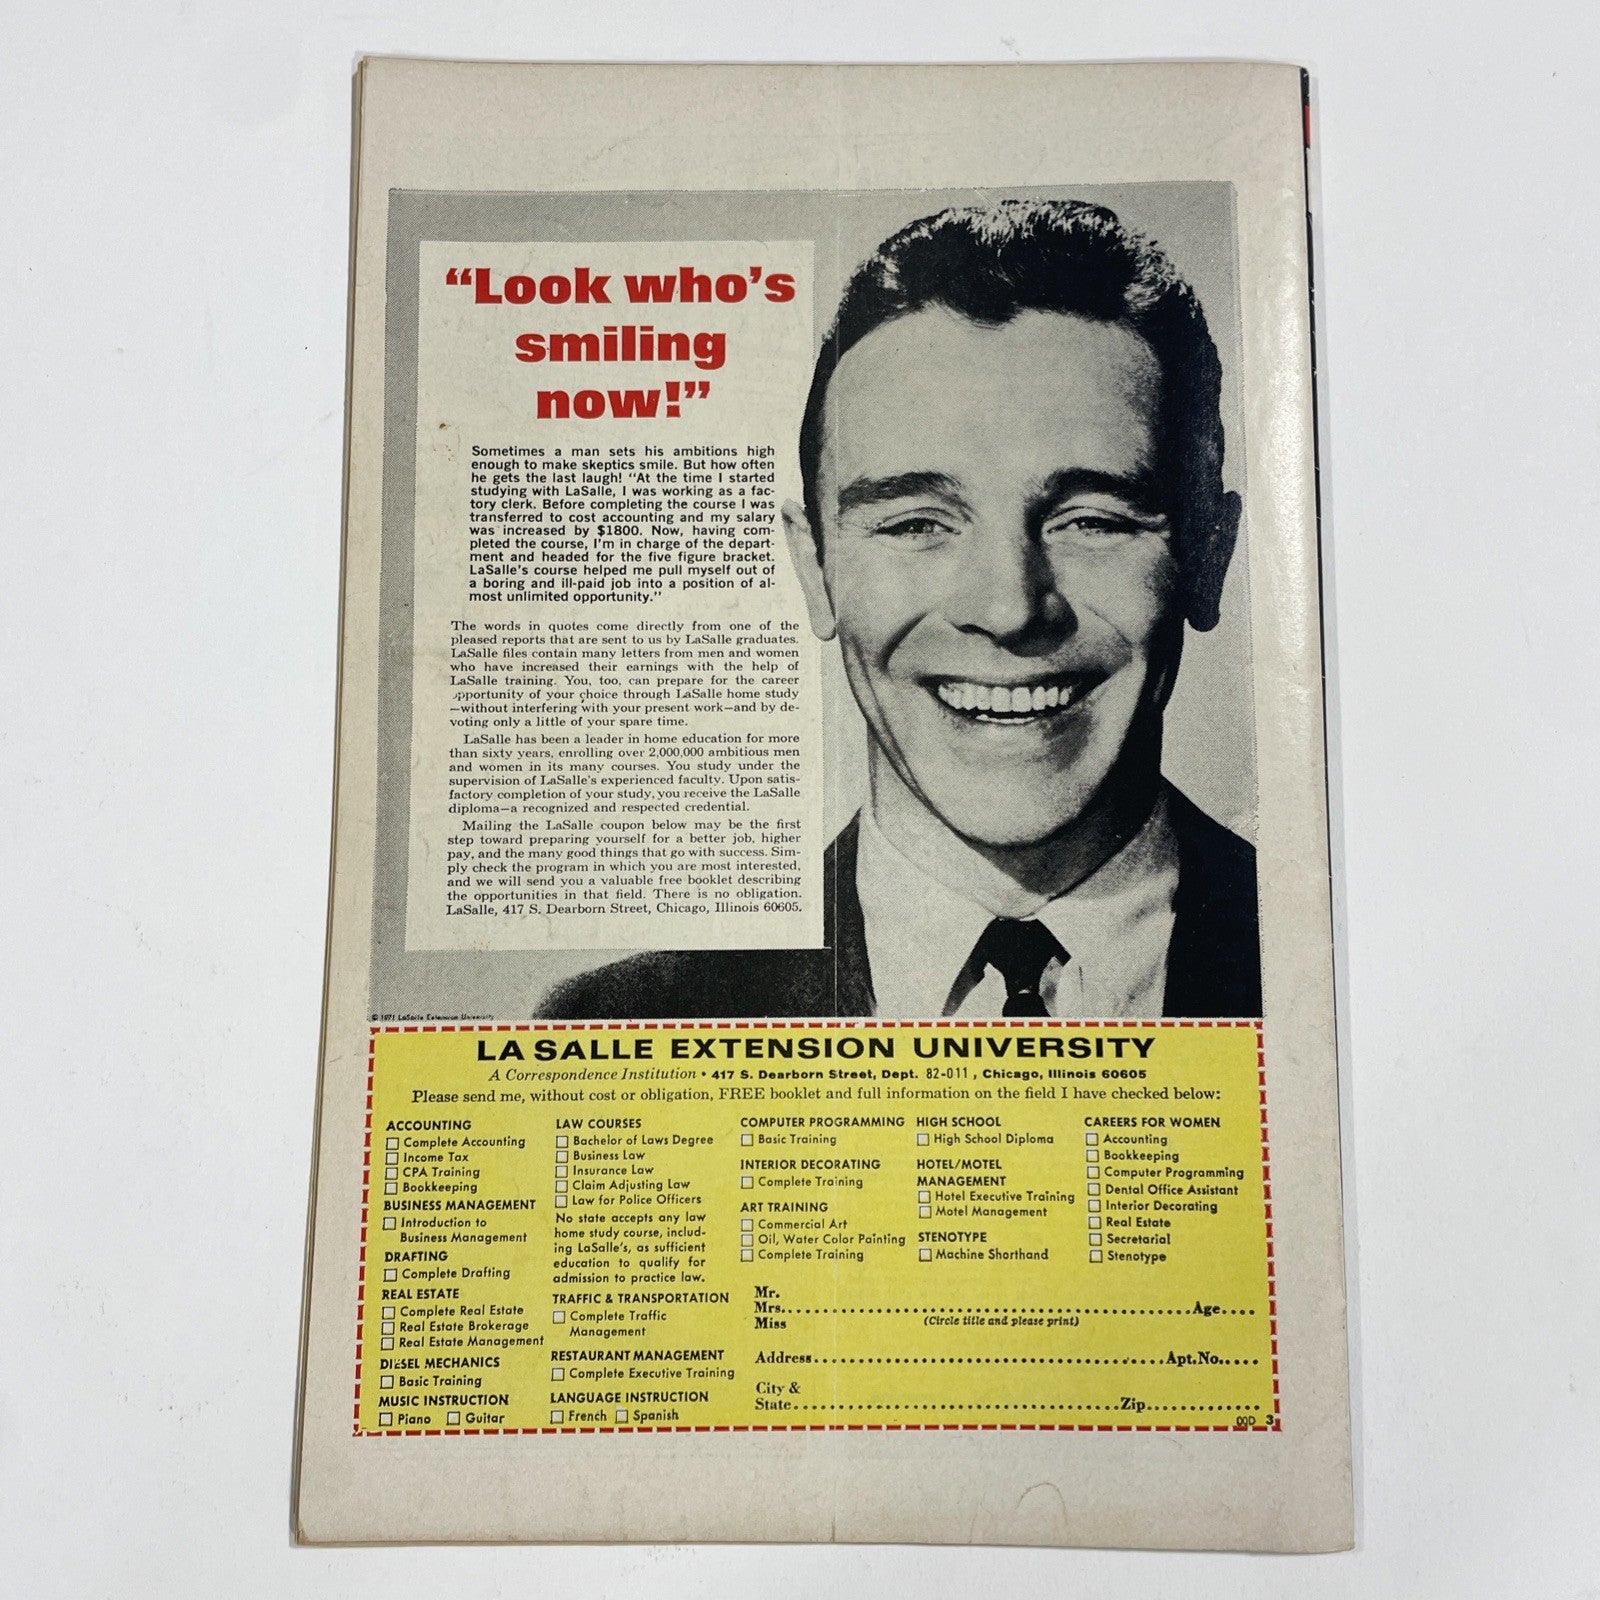 “Look who’s
smiling
now!”
Sometimes a man sets his ambitions high
enough to make skeptics smile. But how often
he gets the last laugh! “At the time I started
studying with LaSalle, I was working as a fac-
tory clerk. Before completing the course I was
transferred to cost accounting and my salary
was increased by $1800. Now, having com-
pleted the course, I’m in charge of the depart-
ment and headed for the five figure bracket.
LaSalle’s course helped me pull myself out of
a boring and ill-paid job into a position of al-
most unlimited opportunity.”
The words in quotes come directly from one of the
pleased reports that are sent to us by LaSalle graduates.
LaSalle files contain many letters from men and women
who have increased their earnings with the help of
LaSalle training. You, too, can prepare for the career
opportunity of your choice through LaSalle home study
—without interfering with your present work—and by de-
voting only a little of your spare time.
LaSalle has been a leader in home education for more
than sixty years, enrolling over 2,000,000 ambitious men
and women in its many courses. You study under the
supervision of LaSalle’s experienced faculty. Upon satis-
factory completion of your study, you receive the LaSalle
diploma—a recognized and respected credential.
Mailing the LaSalle coupon below may be the first
step toward preparing yourself for a better job, higher
pay, and the many good things that go with success. Sim-
ply check the program in which you are most interested,
and we will send you a valuable free booklet describing
the opportunities in that field. There is no obligation.
LaSalle, 417 S. Dearborn Street, Chicago, Illinois 60605.
© 1971 LaSalle Extension University
LA SALLE EXTENSION UNIVERSITY
A Correspondence Institution • 417 S. Dearborn Street, Dept. 82-011, Chicago, Illinois 60605
Please send me, without cost or obligation, FREE booklet and full information on the field I have checked below:
ACCOUNTING
Complete Accounting
Income Tax
CPA Training
Bookkeeping
BUSINESS MANAGEMENT
Introduction to
Business Management
DRAFTING
Complete Drafting
REAL ESTATE
Complete Real Estate
Real Estate Brokerage
Real Estate Management
DIESEL MECHANICS
Basic Training
MUSIC INSTRUCTION
Piano Guitar
LAW COURSES
Bachelor of Laws Degree
Business Law
Insurance Law
Claim Adjusting Law
Law for Police Officers
No state accepts any law
home study course, includ-
ing LaSalle’s, as sufficient
education to qualify for
admission to practice law.
TRAFFIC & TRANSPORTATION
Complete Traffic
Management
RESTAURANT MANAGEMENT
Complete Executive Training
LANGUAGE INSTRUCTION
French Spanish
COMPUTER PROGRAMMING
Basic Training
INTERIOR DECORATING
Complete Training
ART TRAINING
Commercial Art
Oil, Water Color Painting
Complete Training
HIGH SCHOOL
High School Diploma
HOTEL/MOTEL
MANAGEMENT
Hotel Executive Training
Motel Management
STENOTYPE
Machine Shorthand
CAREERS FOR WOMEN
Accounting
Bookkeeping
Computer Programming
Dental Office Assistant
Interior Decorating
Real Estate
Secretarial
Stenotype
Mr.
Mrs. Age
Miss (Circle title and please print)
Address Apt. No.
City &
State Zip
00D 3